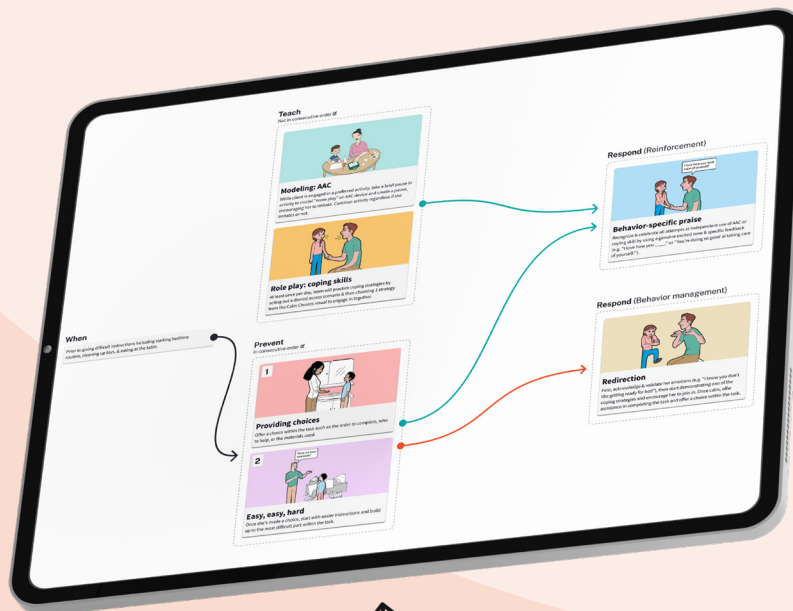 Teach
Not in consecutive order
Modeling: AAC
While client is engaged in a preferred activity, take a brief pause in
activity to model "more play" on AAC device and create a pause,
encouraging her to imitate. Continue activity regardless if she
imitates or not.
Role play: coping skills
At least once per day, team will practice coping strategies by
acting out a denied access scenario & then choosing 1 strategy
from the Calm Choices visual to engage in together.
When
Prior to giving difficult instructions including starting bedtime
routine, cleaning up toys, & eating at the table.
Prevent
In consecutive order
1
Providing choices
Offer a choice within the task such as the order to complete, who
to help, or the materials used.
2
Easy, easy, hard
Once she's made a choice, start with easier instructions and build
up to the most difficult part within the task.
Respond (Reinforcement)
I love how you took
care of yourself!
Behavior-specific praise
Recognize & celebrate all attempts at independent use of AAC or
coping skill by using a genuine excited tone & specific feedback
(e.g. "I love how you ____." or "You're doing so good at taking care
of yourself!").
Respond (Behavior management)
Redirection
First, acknowledge & validate her emotions (e.g. "I know you don't
like getting ready for bed"), then start demonstrating one of the
coping strategies and encourage her to join in. Once calm, offer
assistance in completing the task and offer a choice within the task.